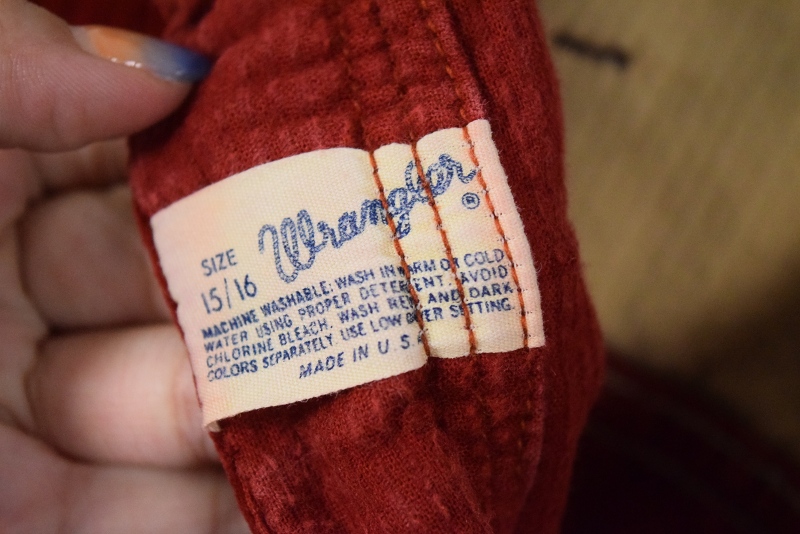 Wrangler ®
SIZE
15/16
MACHINE WASHABLE: WASH IN WARM OR COLD
WATER USING PROPER DETERGENT. AVOID
CHLORINE BLEACH. WASH RED AND DARK
COLORS SEPARATELY. USE LOW DRYER SETTING.
MADE IN U.S.A